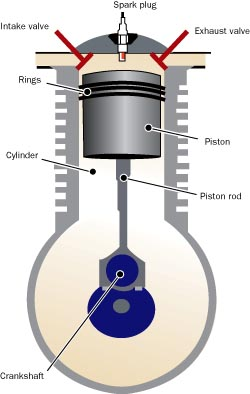 Spark plug
Intake valve
Exhaust valve
Rings
Piston
Cylinder
Piston rod
Crankshaft